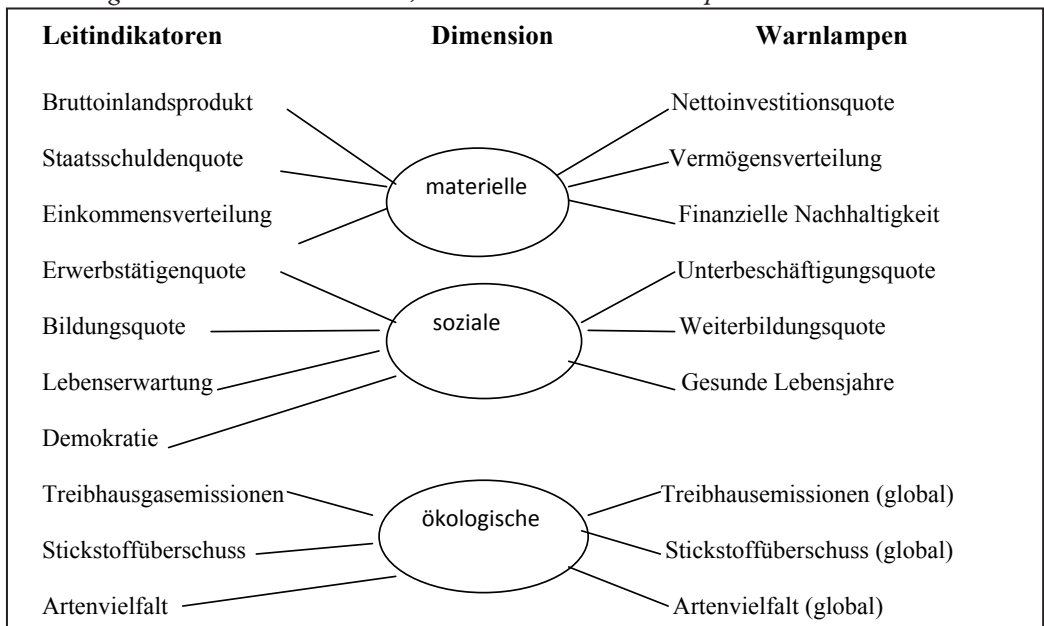 Leitindikatoren Dimension Warnlampen
Bruttoinlandsprodukt Nettoinvestitionsquote
Staatsschuldenquote Vermögensverteilung
materielle
Einkommensverteilung Finanzielle Nachhaltigkeit
Erwerbstätigenquote Unterbeschäftigungsquote
Bildungsquote soziale Weiterbildungsquote
Lebenserwartung Gesunde Lebensjahre
Demokratie
Treibhausgasemissionen Treibhausemissionen (global)
ökologische
Stickstoffüberschuss Stickstoffüberschuss (global)
Artenvielfalt Artenvielfalt (global)